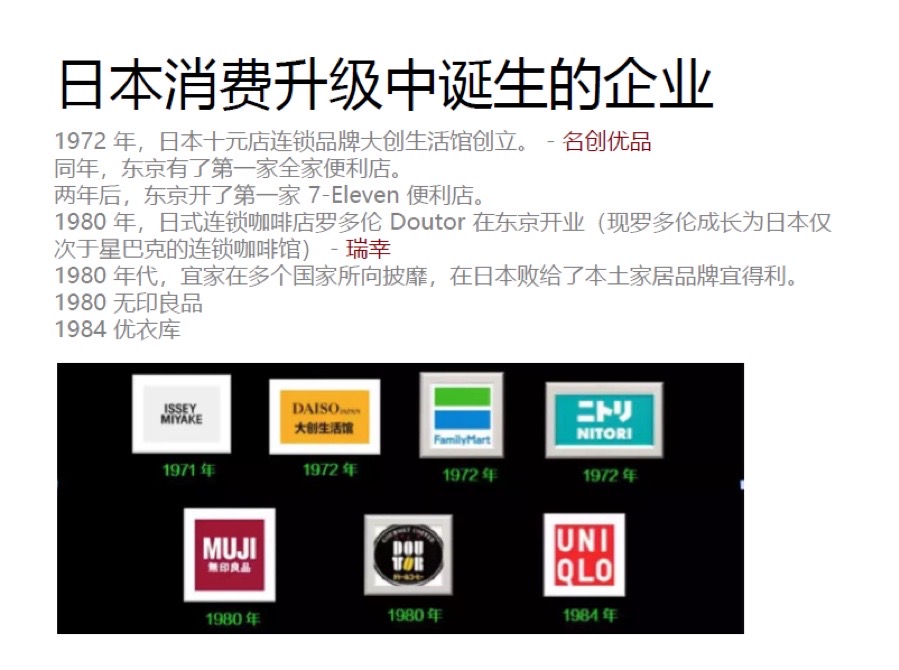 日本消费升级中诞生的企业
1972 年，日本十元店连锁品牌大创生活馆创立。 - 名创优品
同年，东京有了第一家全家便利店。
两年后，东京开了第一家 7-Eleven 便利店。
1980 年，日式连锁咖啡店罗多伦 Doutor 在东京开业（现罗多伦成长为日本仅
次于星巴克的连锁咖啡馆） - 瑞幸
1980 年代，宜家在多个国家所向披靡，在日本败给了本土家居品牌宜得利。
1980 无印良品
1984 优衣库
ISSEY
MIYAKE
1971 年
DAISO JAPAN
大创生活馆
1972 年
FamilyMart
1972 年
ニトリ
NITORI
1972 年
MUJI
無印良品
1980 年
GOURMET COFFEE
DOU
TOR
ドトールコーヒー
1980 年
UNI
QLO
1984 年